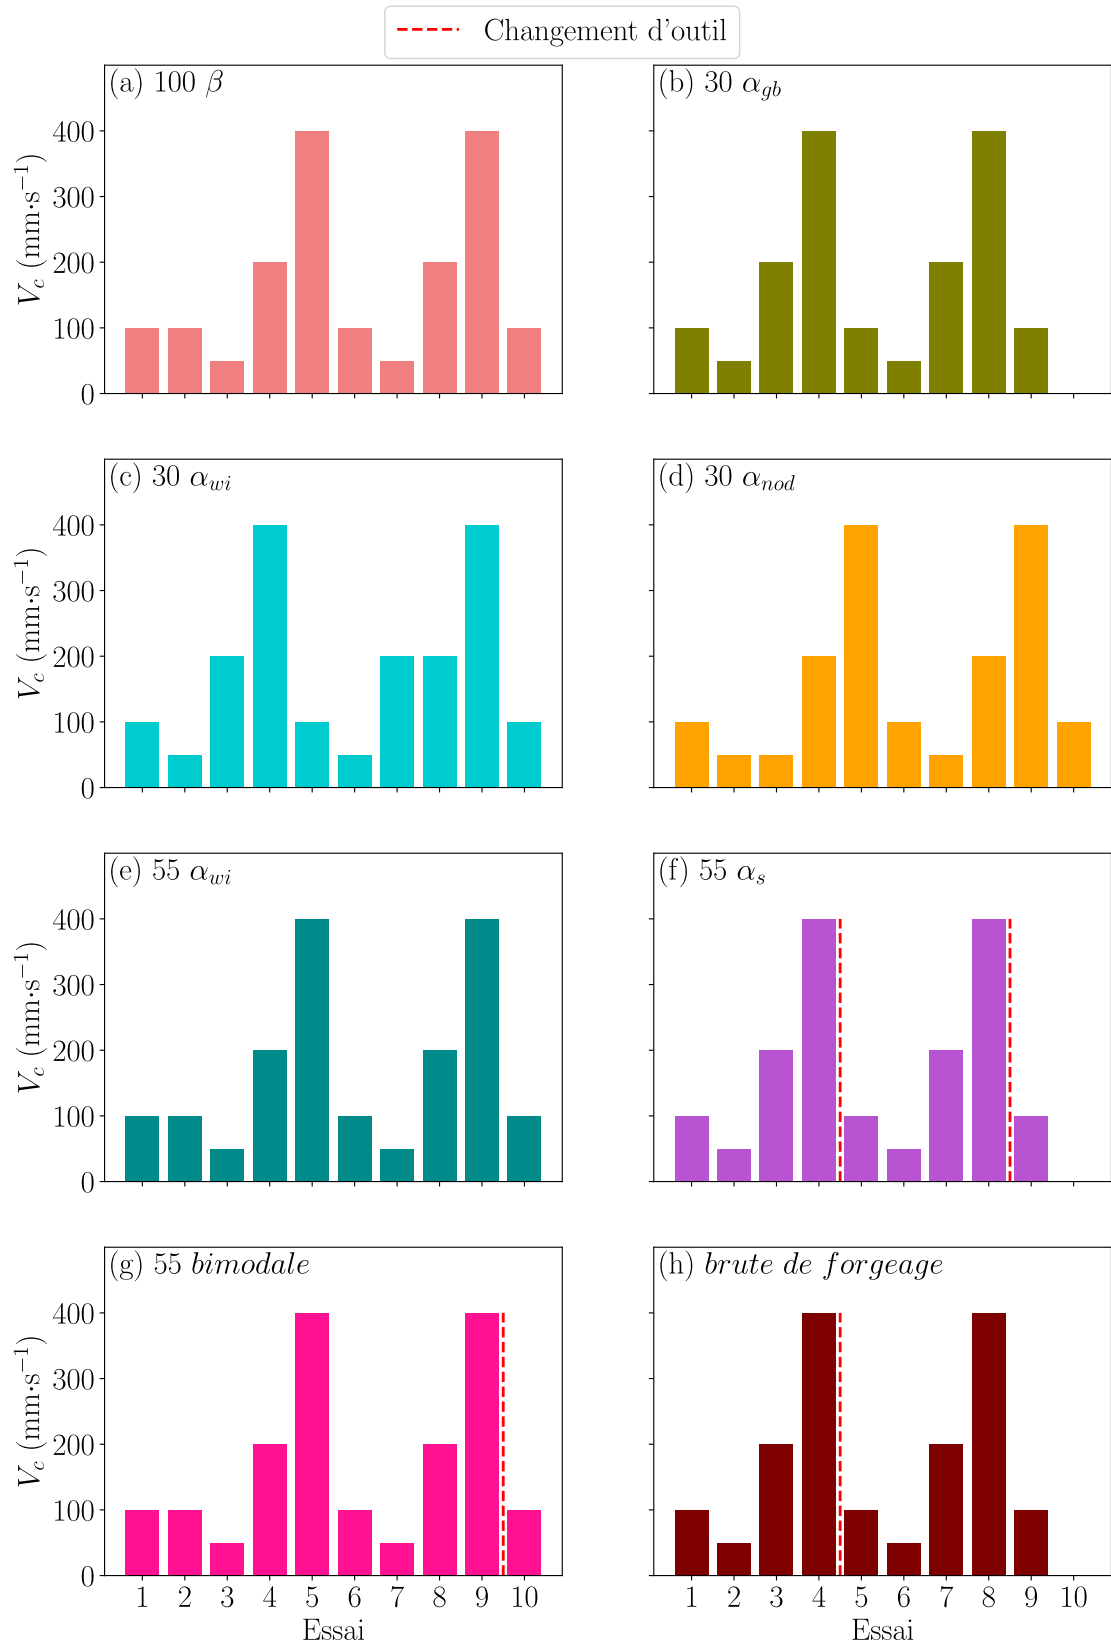 Changement d'outil
(a) 100 β
(b) 30 α_gb
400
300
200
100
0
V_c (mm·s⁻¹)
(c) 30 α_wi
(d) 30 α_nod
400
300
200
100
0
V_c (mm·s⁻¹)
(e) 55 α_wi
(f) 55 α_s
400
300
200
100
0
V_c (mm·s⁻¹)
(g) 55 bimodale
(h) brute de forgeage
400
300
200
100
0
V_c (mm·s⁻¹)
1 2 3 4 5 6 7 8 9 10
1 2 3 4 5 6 7 8 9 10
Essai
Essai